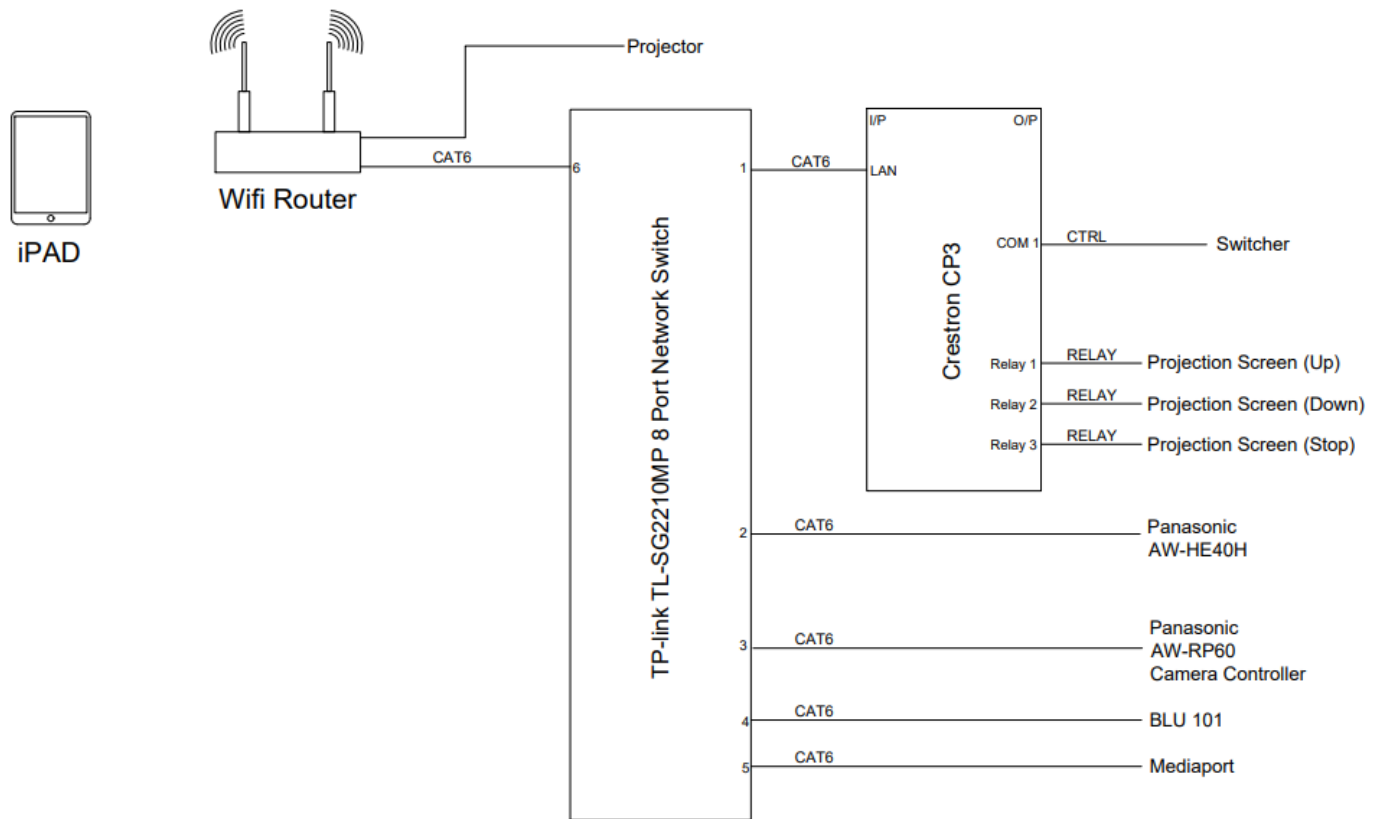 Projector
I/P
O/P
CAT6
6
1
CAT6
LAN
Wifi Router
iPAD
TP-link TL-SG2210MP 8 Port Network Switch
Crestron CP3
COM 1
CTRL
Switcher
Relay 1
RELAY
Projection Screen (Up)
Relay 2
RELAY
Projection Screen (Down)
Relay 3
RELAY
Projection Screen (Stop)
2
CAT6
Panasonic
AW-HE40H
3
CAT6
Panasonic
AW-RP60
Camera Controller
4
CAT6
BLU 101
5
CAT6
Mediaport